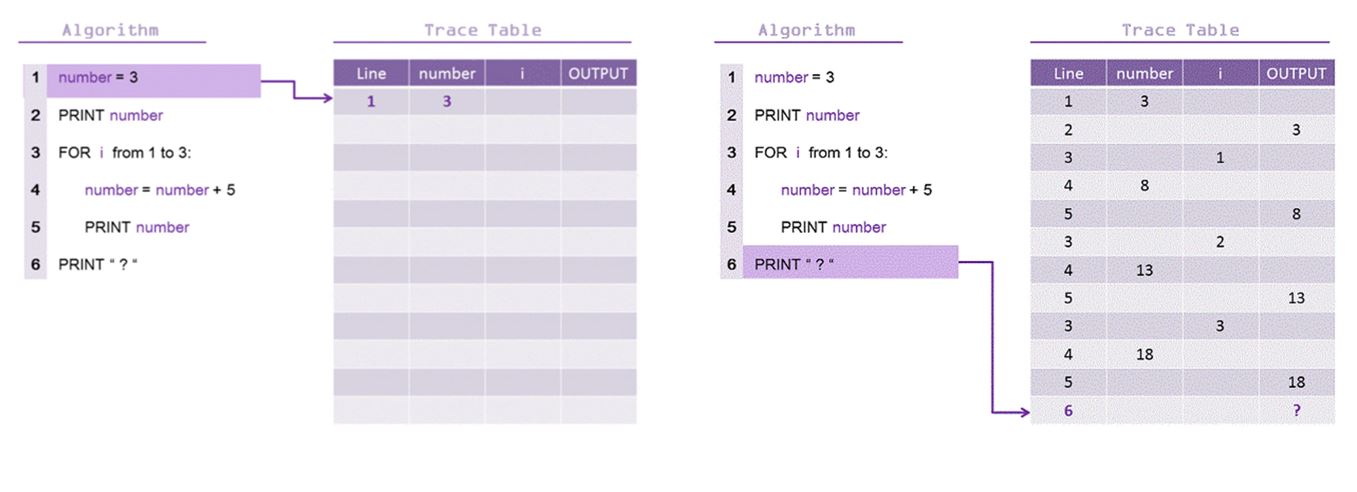 Algorithm
1 number = 3
2 PRINT number
3 FOR i from 1 to 3:
4 number = number + 5
5 PRINT number
6 PRINT “ ? “
Trace Table
Line number i OUTPUT
1 3
Algorithm
1 number = 3
2 PRINT number
3 FOR i from 1 to 3:
4 number = number + 5
5 PRINT number
6 PRINT “ ? “
Trace Table
Line number i OUTPUT
1 3
2 3
3 1
4 8
5 8
3 2
4 13
5 13
3 3
4 18
5 18
6 ?